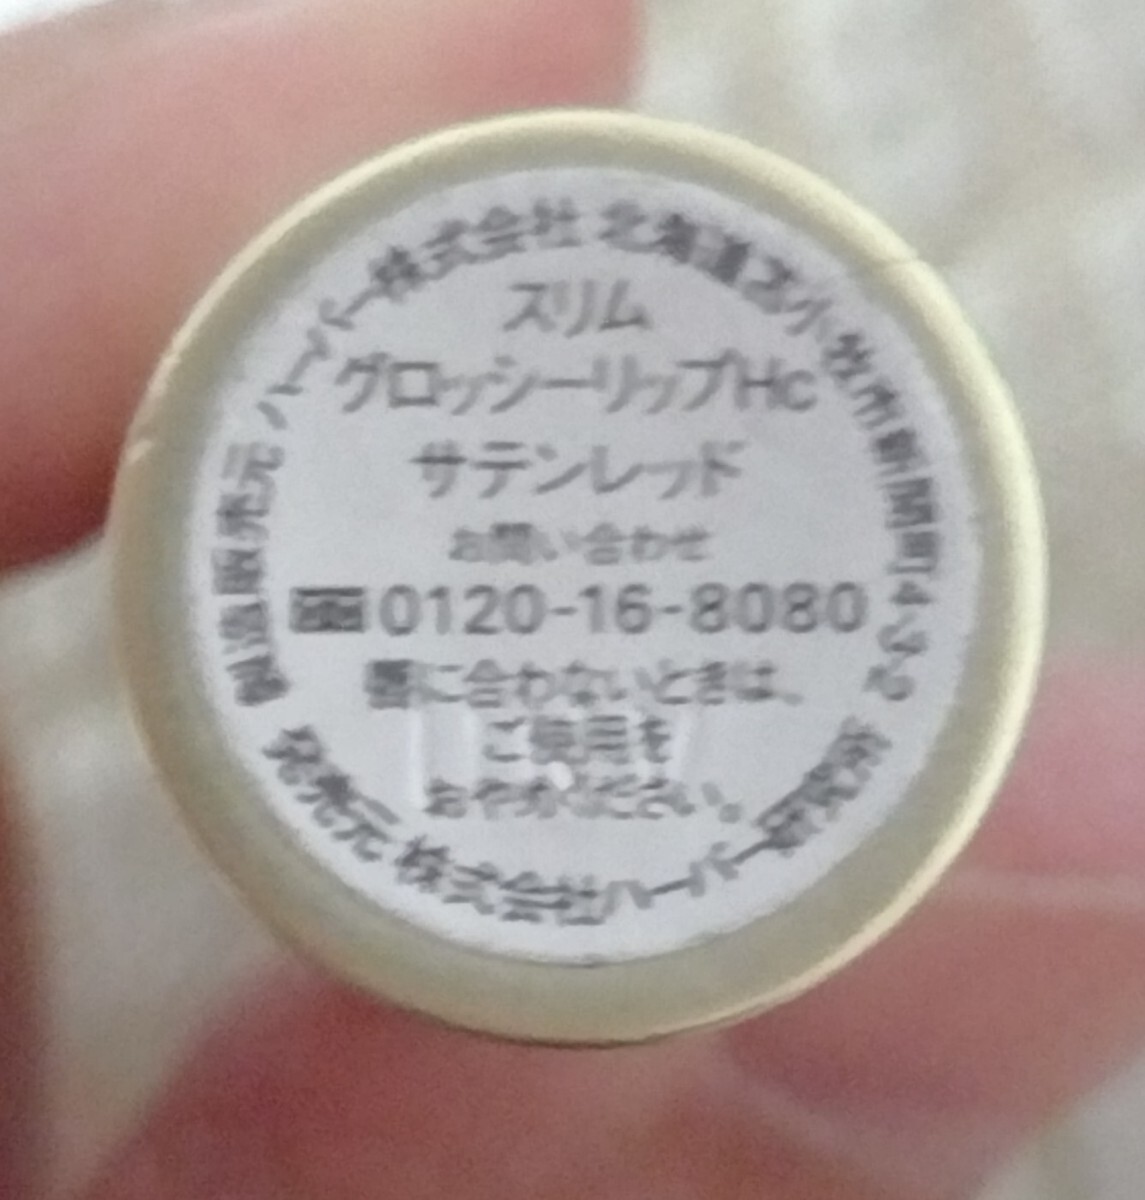 スリム
グロッシーリップHc
サテンレッド
お問い合わせ
0120-16-8080
唇に合わないときは、
ご使用を
おやめください。
製造販売元 ハーバー株式会社 北海道苫小牧市新開町4-3-2
発売元 株式会社ハーバー研究所